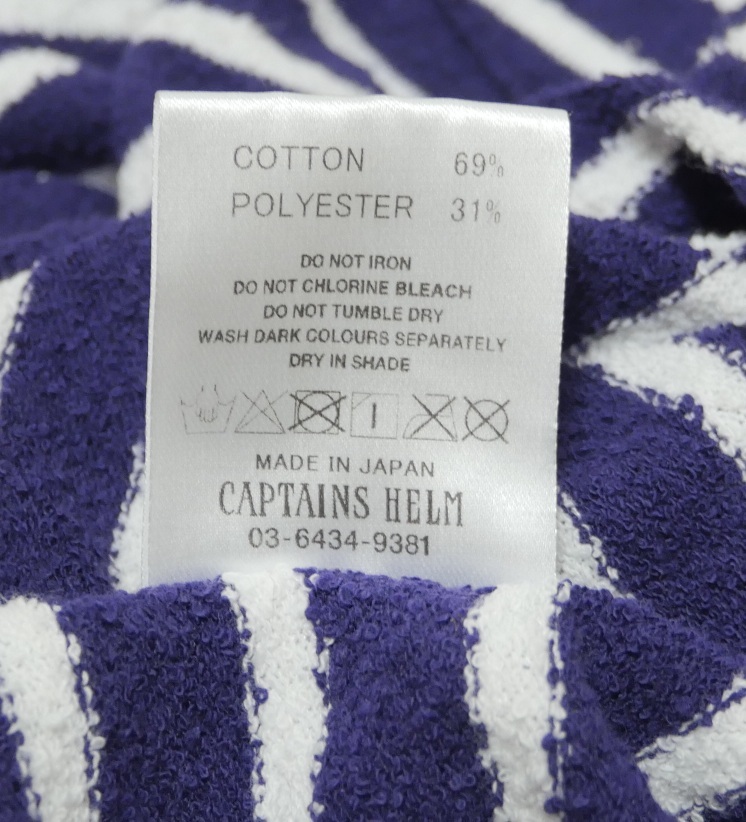 COTTON 69%
POLYESTER 31%
DO NOT IRON
DO NOT CHLORINE BLEACH
DO NOT TUMBLE DRY
WASH DARK COLOURS SEPARATELY
DRY IN SHADE
MADE IN JAPAN
CAPTAINS HELM
03-6434-9381